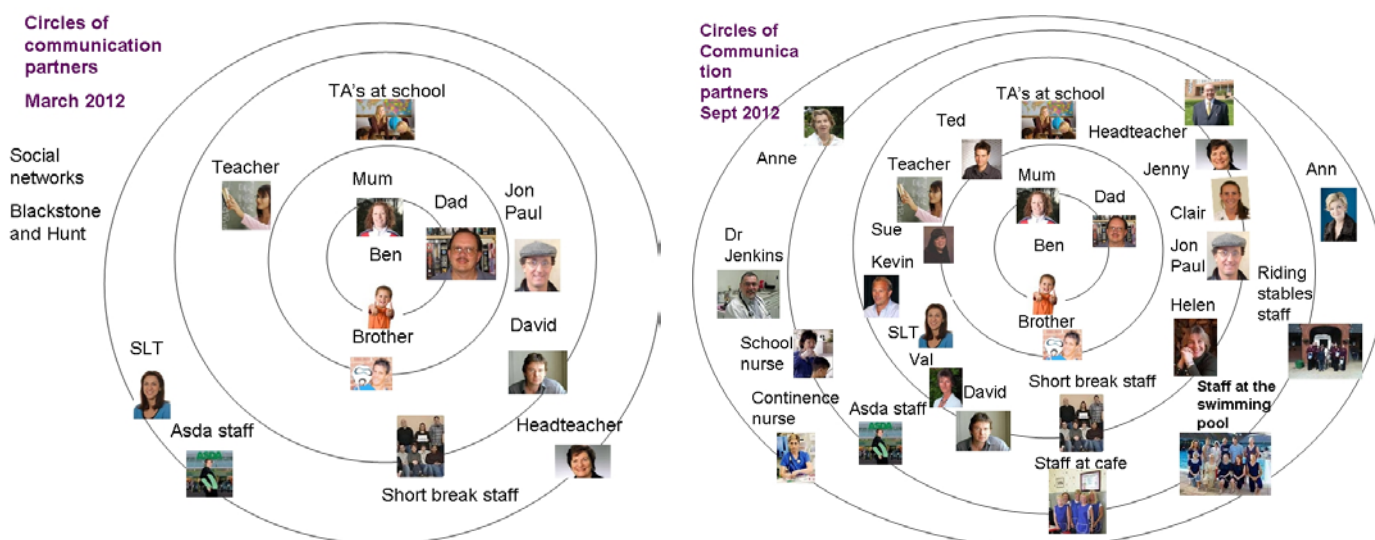 Circles of
communication
partners
March 2012
Social
networks
Blackstone
and Hunt
TA's at school
Teacher
Mum
Dad
Jon
Paul
Ben
Brother
David
SLT
Asda staff
ASDA
Headteacher
Short break staff
Circles of
Communica
tion
partners
Sept 2012
Anne
TA's at school
Ted
Headteacher
Teacher
Mum
Jenny
Ann
Dad
Clair
Sue
Ben
Dr
Jenkins
Jon
Paul
Kevin
Riding
stables
staff
Helen
SLT
Brother
School
nurse
Val
Short break staff
David
Staff at the
swimming
pool
Continence
nurse
Asda staff
ASDA
Staff at cafe